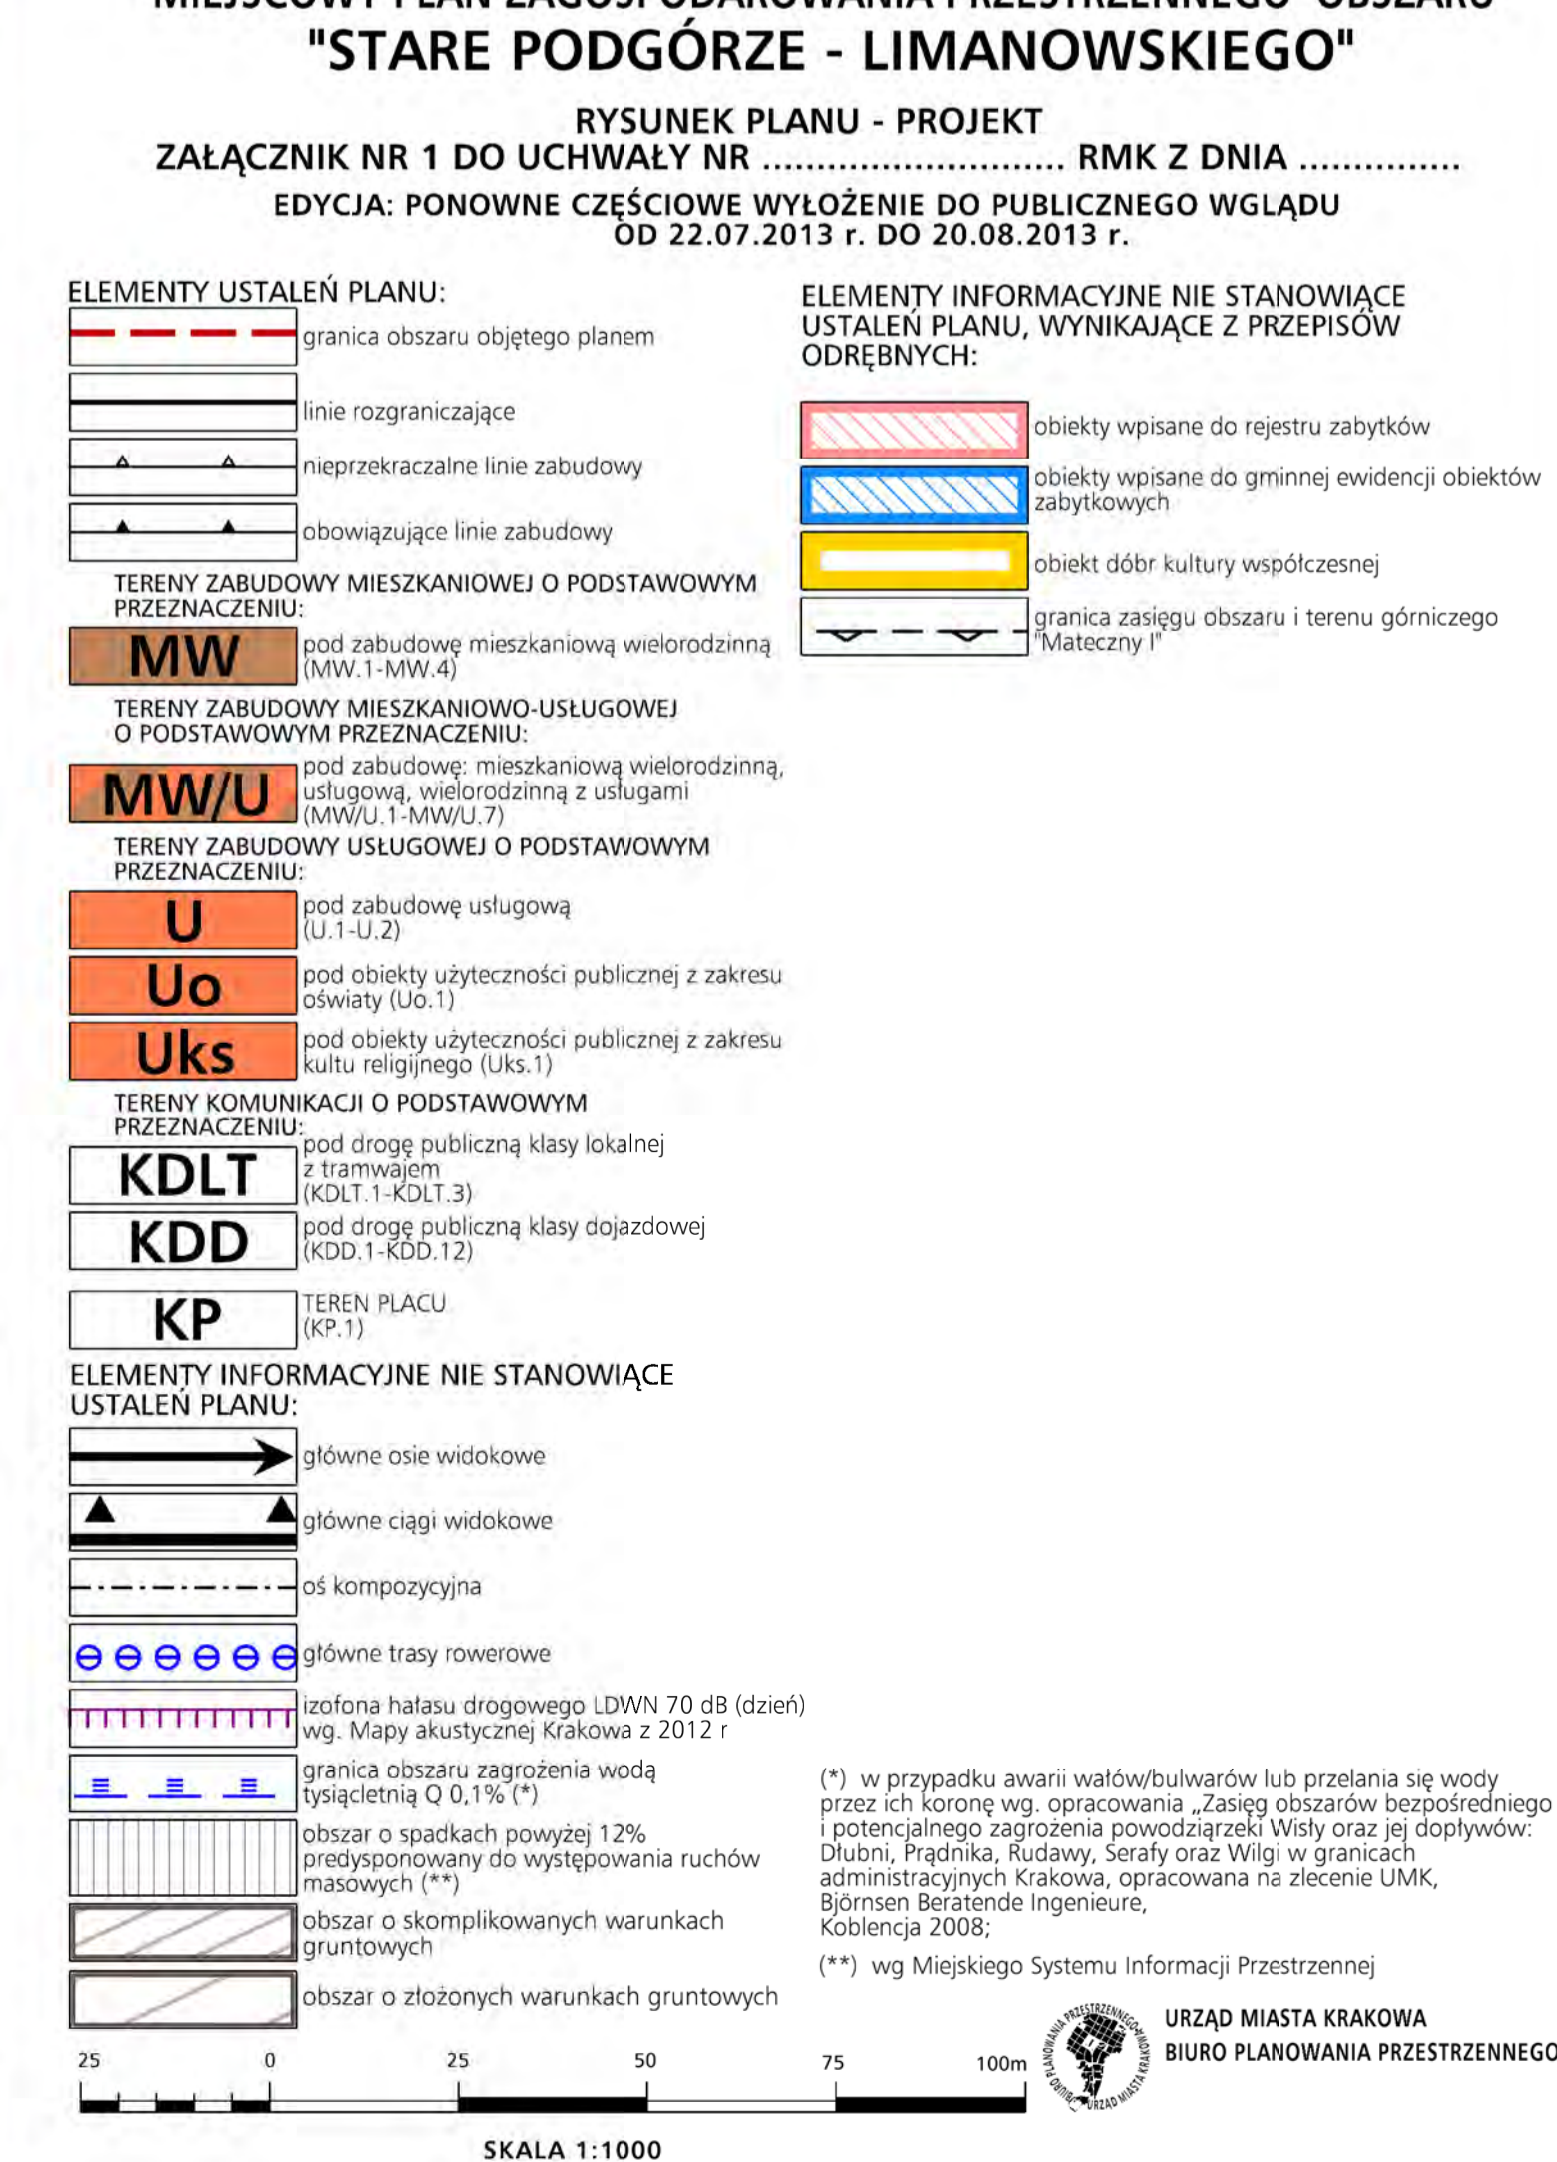 MIEJSCOWY PLAN ZAGOSPODAROWANIA PRZESTRZENNEGO OBSZARU
"STARE PODGÓRZE - LIMANOWSKIEGO"
RYSUNEK PLANU - PROJEKT
ZAŁĄCZNIK NR 1 DO UCHWAŁY NR ............................ RMK Z DNIA ...............
EDYCJA: PONOWNE CZĘŚCIOWE WYŁOŻENIE DO PUBLICZNEGO WGLĄDU
OD 22.07.2013 r. DO 20.08.2013 r.
ELEMENTY USTALEŃ PLANU:
granica obszaru objętego planem
linie rozgraniczające
nieprzekraczalne linie zabudowy
obowiązujące linie zabudowy
TERENY ZABUDOWY MIESZKANIOWEJ O PODSTAWOWYM
PRZEZNACZENIU:
MW
pod zabudowę mieszkaniową wielorodzinną
(MW.1-MW.4)
TERENY ZABUDOWY MIESZKANIOWO-USŁUGOWEJ
O PODSTAWOWYM PRZEZNACZENIU:
MW/U
pod zabudowę: mieszkaniową wielorodzinną,
usługową, wielorodzinną z usługami
(MW/U.1-MW/U.7)
TERENY ZABUDOWY USŁUGOWEJ O PODSTAWOWYM
PRZEZNACZENIU:
U
pod zabudowę usługową
(U.1-U.2)
Uo
pod obiekty użyteczności publicznej z zakresu
oświaty (Uo.1)
Uks
pod obiekty użyteczności publicznej z zakresu
kultu religijnego (Uks.1)
TERENY KOMUNIKACJI O PODSTAWOWYM
PRZEZNACZENIU:
KDLT
pod drogę publiczną klasy lokalnej
z tramwajem
(KDLT.1-KDLT.3)
KDD
pod drogę publiczną klasy dojazdowej
(KDD.1-KDD.12)
KP
TEREN PLACU
(KP.1)
ELEMENTY INFORMACYJNE NIE STANOWIĄCE
USTALEŃ PLANU:
główne osie widokowe
główne ciągi widokowe
oś kompozycyjna
główne trasy rowerowe
izofona hałasu drogowego LDWN 70 dB (dzień)
wg. Mapy akustycznej Krakowa z 2012 r
granica obszaru zagrożenia wodą
tysiącletnią Q 0,1% (*)
obszar o spadkach powyżej 12%
predysponowany do występowania ruchów
masowych (**)
obszar o skomplikowanych warunkach
gruntowych
obszar o złożonych warunkach gruntowych
ELEMENTY INFORMACYJNE NIE STANOWIĄCE
USTALEŃ PLANU, WYNIKAJĄCE Z PRZEPISÓW
ODRĘBNYCH:
obiekty wpisane do rejestru zabytków
obiekty wpisane do gminnej ewidencji obiektów
zabytkowych
obiekt dóbr kultury współczesnej
granica zasięgu obszaru i terenu górniczego
"Mateczny I"
(*) w przypadku awarii wałów/bulwarów lub przelania się wody
przez ich koronę wg. opracowania „Zasięg obszarów bezpośredniego
i potencjalnego zagrożenia powodziąrzeki Wisły oraz jej dopływów:
Dłubni, Prądnika, Rudawy, Serafy oraz Wilgi w granicach
administracyjnych Krakowa, opracowana na zlecenie UMK,
Björnsen Beratende Ingenieure,
Koblencja 2008;
(**) wg Miejskiego Systemu Informacji Przestrzennej
BIURO PLANOWANIA PRZESTRZENNEGO
URZĄD MIASTA KRAKOWA
URZĄD MIASTA KRAKOWA
BIURO PLANOWANIA PRZESTRZENNEGO
25 0 25 50 75 100m
SKALA 1:1000